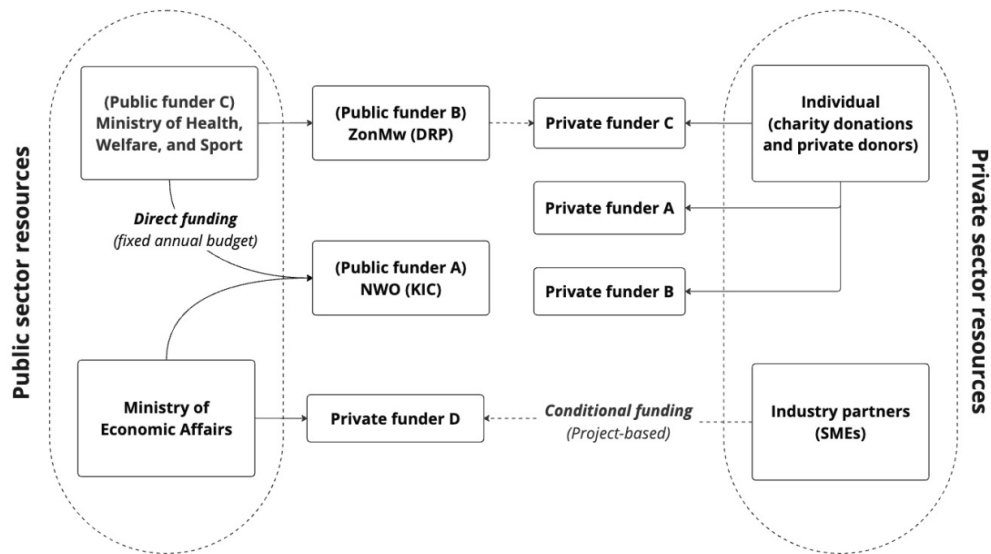 Public sector resources
(Public funder C)
Ministry of Health,
Welfare, and Sport
(Public funder B)
ZonMw (DRP)
Private funder C
Individual
(charity donations
and private donors)
Private funder A
Direct funding
(fixed annual budget)
(Public funder A)
NWO (KIC)
Private funder B
Ministry of
Economic Affairs
Private funder D
Conditional funding
(Project-based)
Industry partners
(SMEs)
Private sector resources